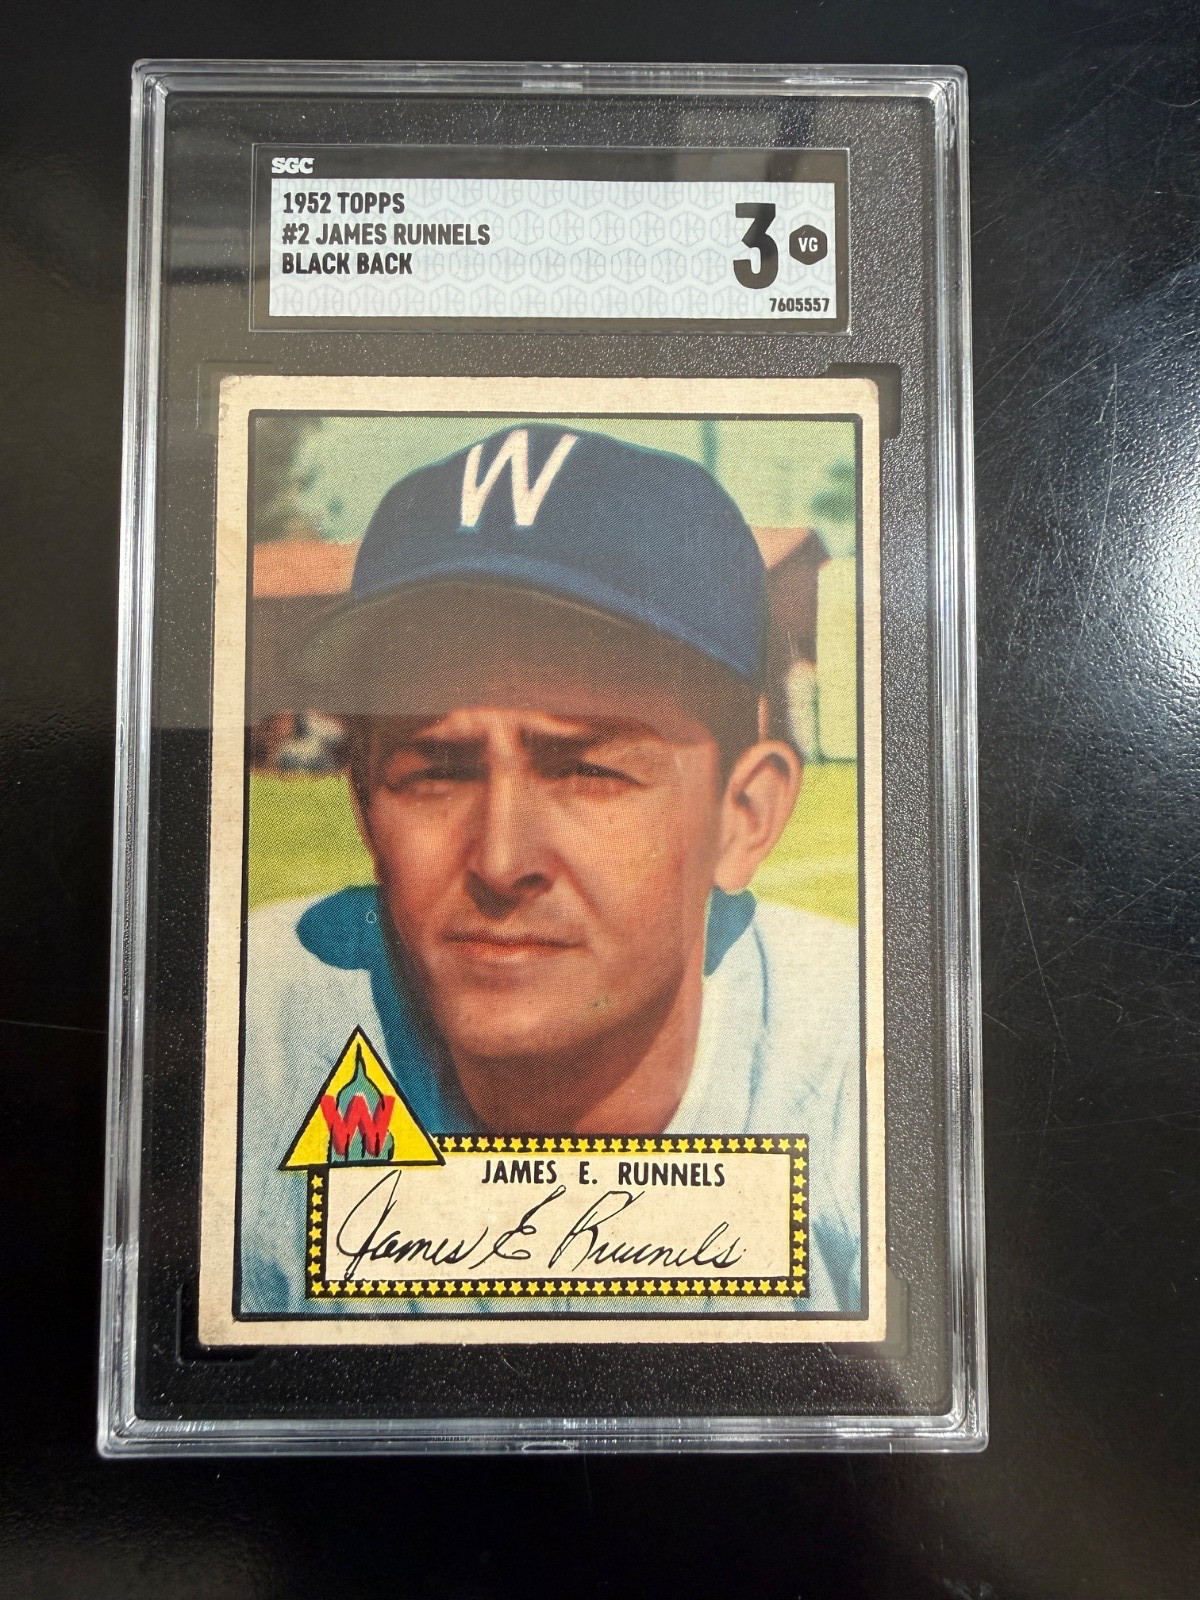 SGC
1952 TOPPS
#2 JAMES RUNNELS
BLACK BACK
3 VG
7605557
W
W
JAMES E. RUNNELS
James E Runnels